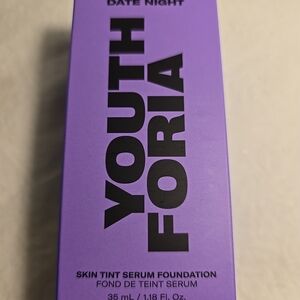 DATE NIGHT
YOUTH
FORIA
SKIN TINT SERUM FOUNDATION
FOND DE TEINT SERUM
35 mL / 1.18 Fl. Oz.